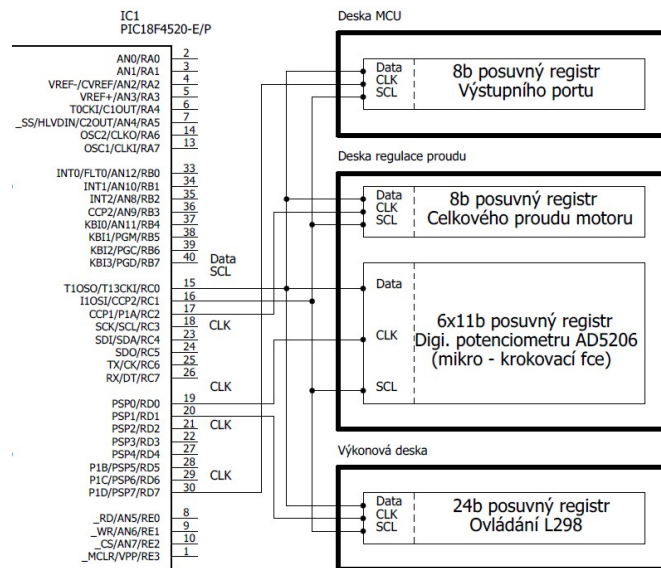 IC1
PIC18F4520-E/P
AN0/RA0 2
AN1/RA1 3
VREF-/CVREF/AN2/RA2 4
VREF+/AN3/RA3 5
T0CKI/C1OUT/RA4 6
_SS/HLVDIN/C2OUT/AN4/RA5 7
OSC2/CLKO/RA6 14
OSC1/CLKI/RA7 13
INT0/FLT0/AN12/RB0 33
INT1/AN10/RB1 34
INT2/AN8/RB2 35
CCP2/AN9/RB3 36
KBI0/AN11/RB4 37
KBI1/PGM/RB5 38
KBI2/PGC/RB6 39
KBI3/PGD/RB7 40
Data
SCL
T1OSO/T13CKI/RC0 15
I1OSI/CCP2/RC1 16
CCP1/P1A/RC2 17
SCK/SCL/RC3 18
CLK
SDI/SDA/RC4 23
SDO/RC5 24
TX/CK/RC6 25
RX/DT/RC7 26
CLK
PSP0/RD0 19
PSP1/RD1 20
PSP2/RD2 21
CLK
PSP3/RD3 22
PSP4/RD4 27
P1B/PSP5/RD5 28
P1C/PSP6/RD6 29
CLK
P1D/PSP7/RD7 30
_RD/AN5/RE0 8
_WR/AN6/RE1 9
_CS/AN7/RE2 10
_MCLR/VPP/RE3 1
Deska MCU
Data
CLK
SCL
8b posuvný registr
Výstupního portu
Deska regulace proudu
Data
CLK
SCL
8b posuvný registr
Celkového proudu motoru
Data
CLK
SCL
6x11b posuvný registr
Digi. potenciometru AD5206
(mikro - krokovací fce)
Výkonová deska
Data
CLK
SCL
24b posuvný registr
Ovládání L298